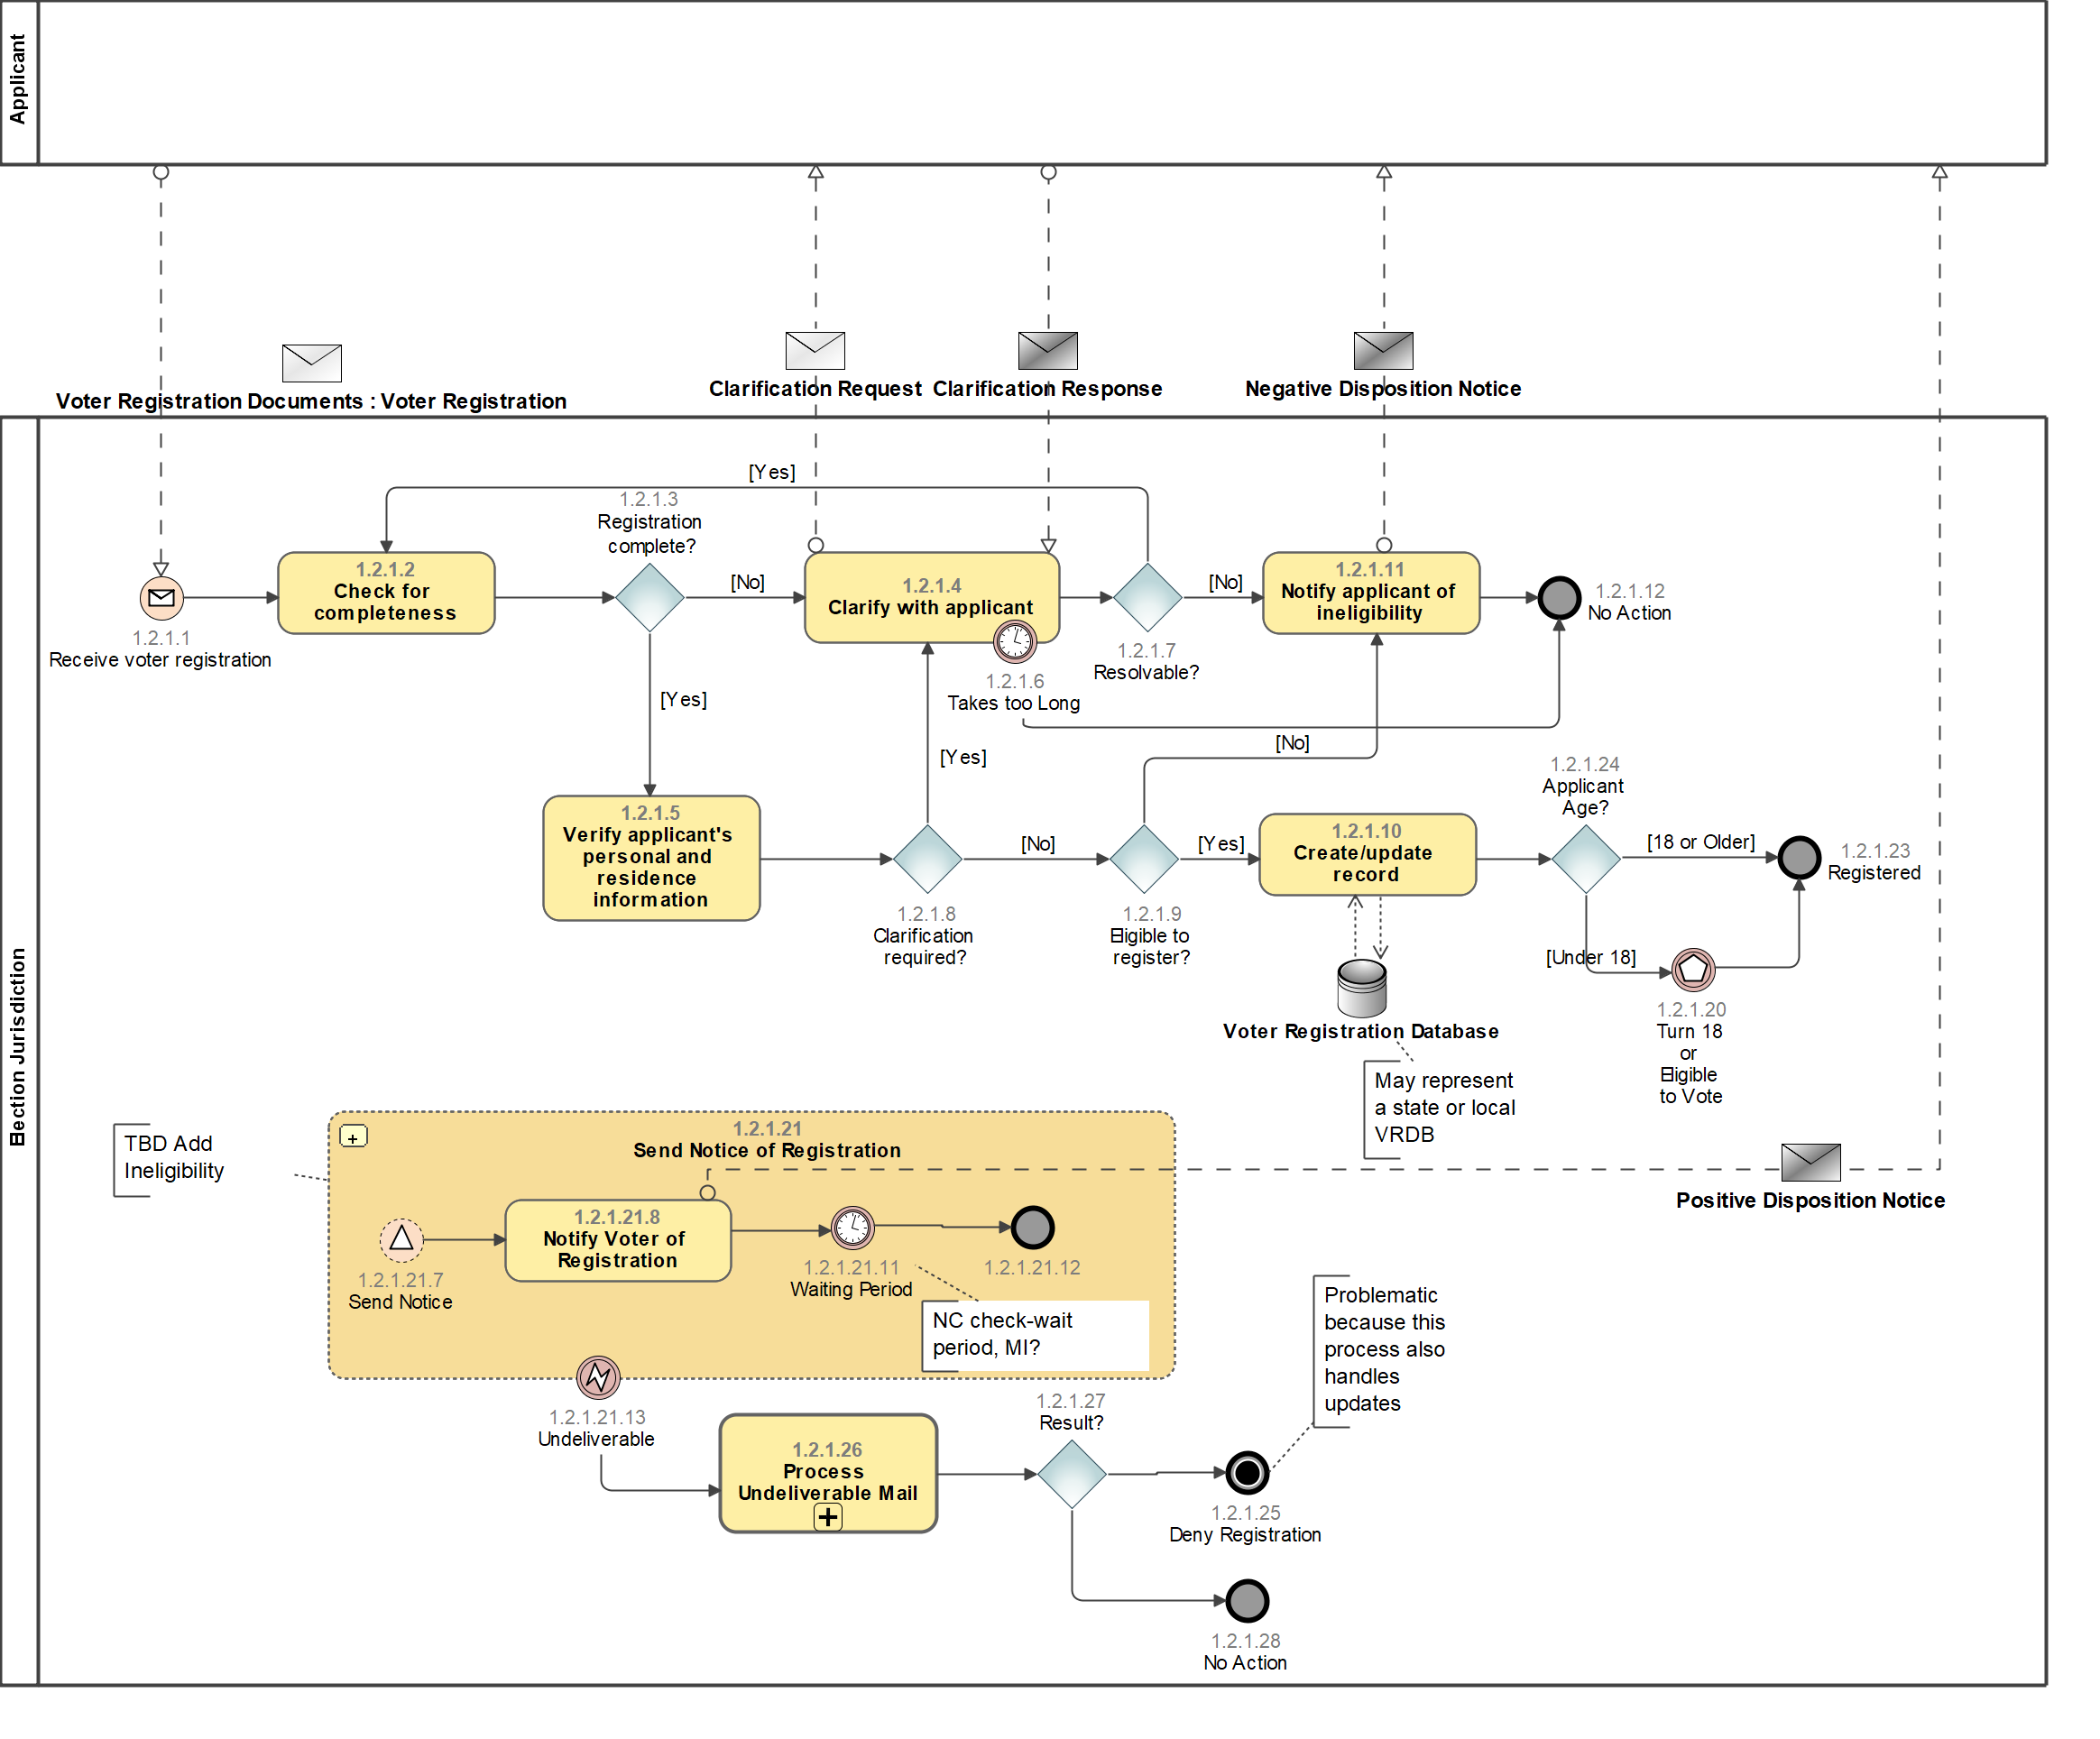 Applicant
Voter Registration Documents : Voter Registration
Clarification Request
Clarification Response
Negative Disposition Notice
Election Jurisdiction
[Yes]
1.2.1.1
Receive voter registration
1.2.1.2
Check for
completeness
1.2.1.3
Registration
complete?
[No]
1.2.1.4
Clarify with applicant
1.2.1.6
Takes too Long
1.2.1.7
Resolvable?
[No]
1.2.1.11
Notify applicant of
ineligibility
1.2.1.12
No Action
[Yes]
[Yes]
[No]
1.2.1.5
Verify applicant's
personal and
residence
information
1.2.1.8
Clarification
required?
[No]
1.2.1.9
Eligible to
register?
[Yes]
1.2.1.10
Create/update
record
1.2.1.24
Applicant
Age?
[18 or Older]
1.2.1.23
Registered
[Under 18]
1.2.1.20
Turn 18
or
Eligible
to Vote
Voter Registration Database
May represent
a state or local
VRDB
Positive Disposition Notice
TBD Add
Ineligibility
1.2.1.21
Send Notice of Registration
1.2.1.21.7
Send Notice
1.2.1.21.8
Notify Voter of
Registration
1.2.1.21.11
Waiting Period
1.2.1.21.12
NC check-wait
period, MI?
1.2.1.21.13
Undeliverable
1.2.1.26
Process
Undeliverable Mail
1.2.1.27
Result?
Problematic
because this
process also
handles
updates
1.2.1.25
Deny Registration
1.2.1.28
No Action